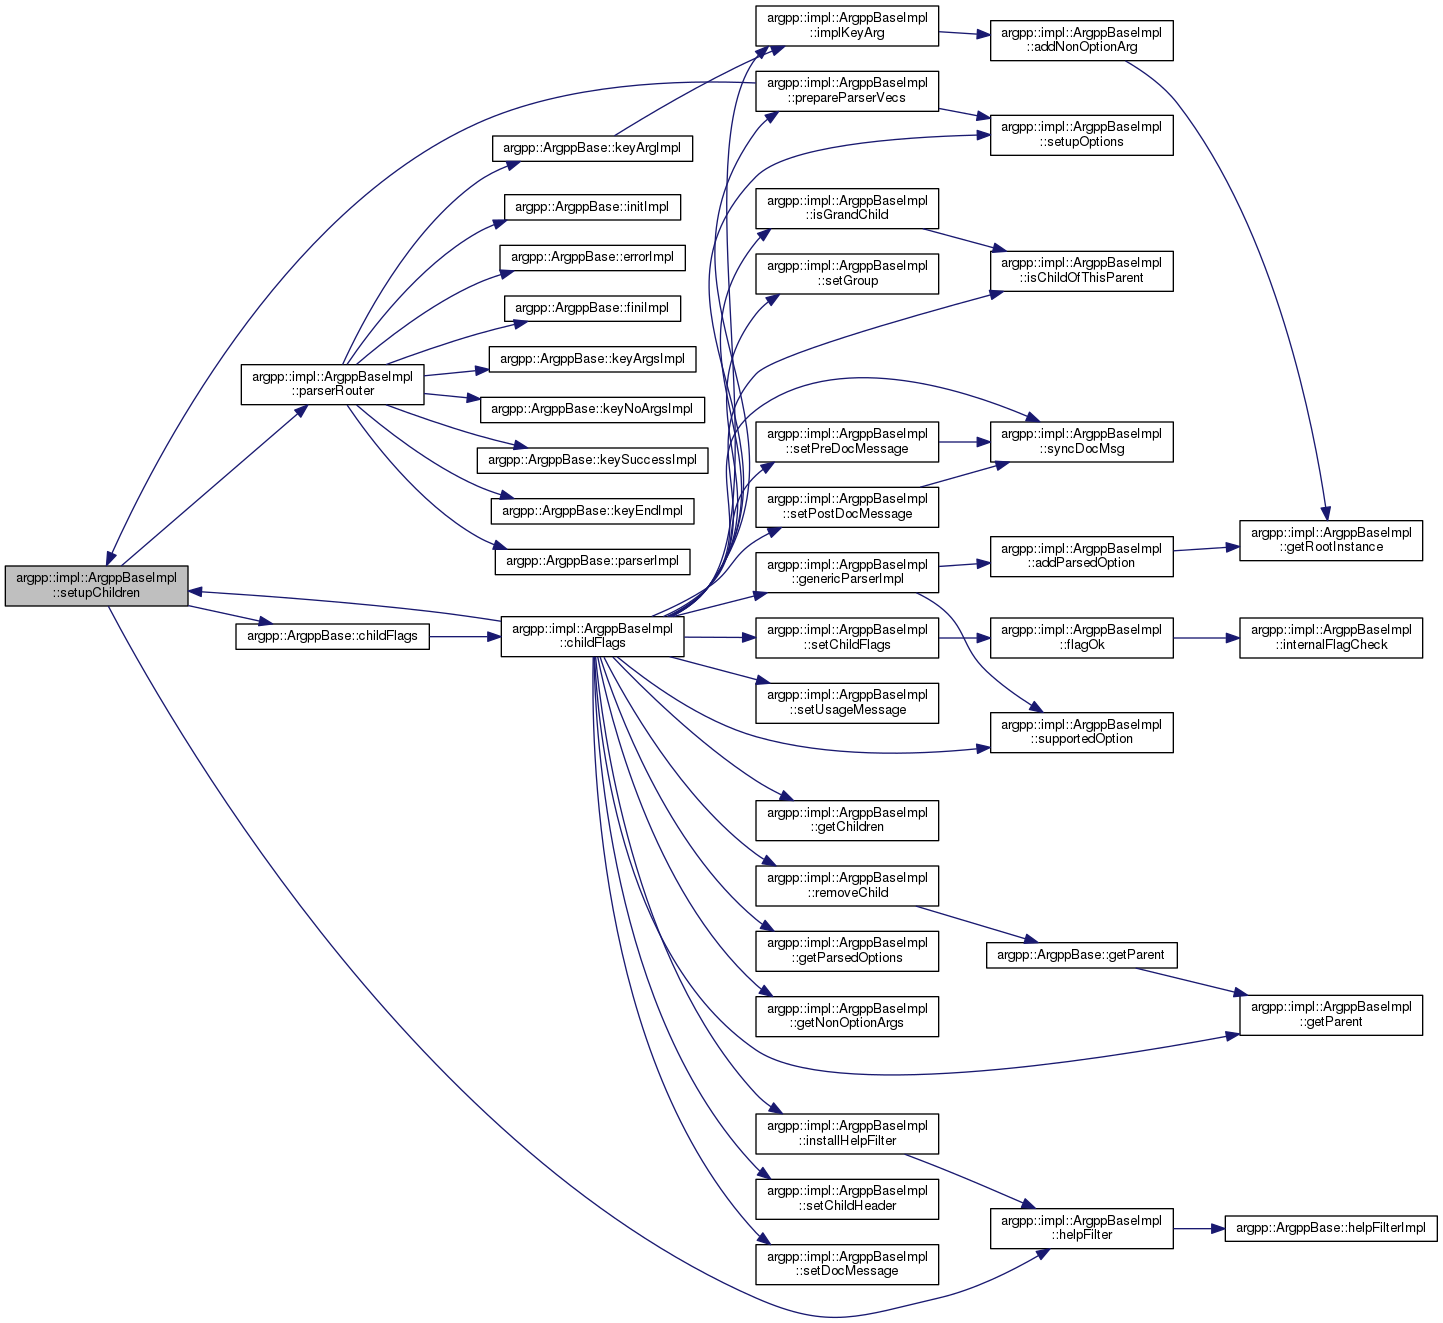 argpp::impl::ArgppBaseImpl
::setupChildren
argpp::impl::ArgppBaseImpl
::parserRouter
argpp::ArgppBase::childFlags
argpp::ArgppBase::keyArgImpl
argpp::ArgppBase::initImpl
argpp::ArgppBase::errorImpl
argpp::ArgppBase::finiImpl
argpp::ArgppBase::keyArgsImpl
argpp::ArgppBase::keyNoArgsImpl
argpp::ArgppBase::keySuccessImpl
argpp::ArgppBase::keyEndImpl
argpp::ArgppBase::parserImpl
argpp::impl::ArgppBaseImpl
::childFlags
argpp::impl::ArgppBaseImpl
::implKeyArg
argpp::impl::ArgppBaseImpl
::prepareParserVecs
argpp::impl::ArgppBaseImpl
::isGrandChild
argpp::impl::ArgppBaseImpl
::setGroup
argpp::impl::ArgppBaseImpl
::setPreDocMessage
argpp::impl::ArgppBaseImpl
::setPostDocMessage
argpp::impl::ArgppBaseImpl
::genericParserImpl
argpp::impl::ArgppBaseImpl
::setChildFlags
argpp::impl::ArgppBaseImpl
::setUsageMessage
argpp::impl::ArgppBaseImpl
::getChildren
argpp::impl::ArgppBaseImpl
::removeChild
argpp::impl::ArgppBaseImpl
::getParsedOptions
argpp::impl::ArgppBaseImpl
::getNonOptionArgs
argpp::impl::ArgppBaseImpl
::installHelpFilter
argpp::impl::ArgppBaseImpl
::setChildHeader
argpp::impl::ArgppBaseImpl
::setDocMessage
argpp::impl::ArgppBaseImpl
::addNonOptionArg
argpp::impl::ArgppBaseImpl
::setupOptions
argpp::impl::ArgppBaseImpl
::isChildOfThisParent
argpp::impl::ArgppBaseImpl
::syncDocMsg
argpp::impl::ArgppBaseImpl
::addParsedOption
argpp::impl::ArgppBaseImpl
::flagOk
argpp::impl::ArgppBaseImpl
::supportedOption
argpp::ArgppBase::getParent
argpp::impl::ArgppBaseImpl
::helpFilter
argpp::impl::ArgppBaseImpl
::getRootInstance
argpp::impl::ArgppBaseImpl
::internalFlagCheck
argpp::impl::ArgppBaseImpl
::getParent
argpp::ArgppBase::helpFilterImpl